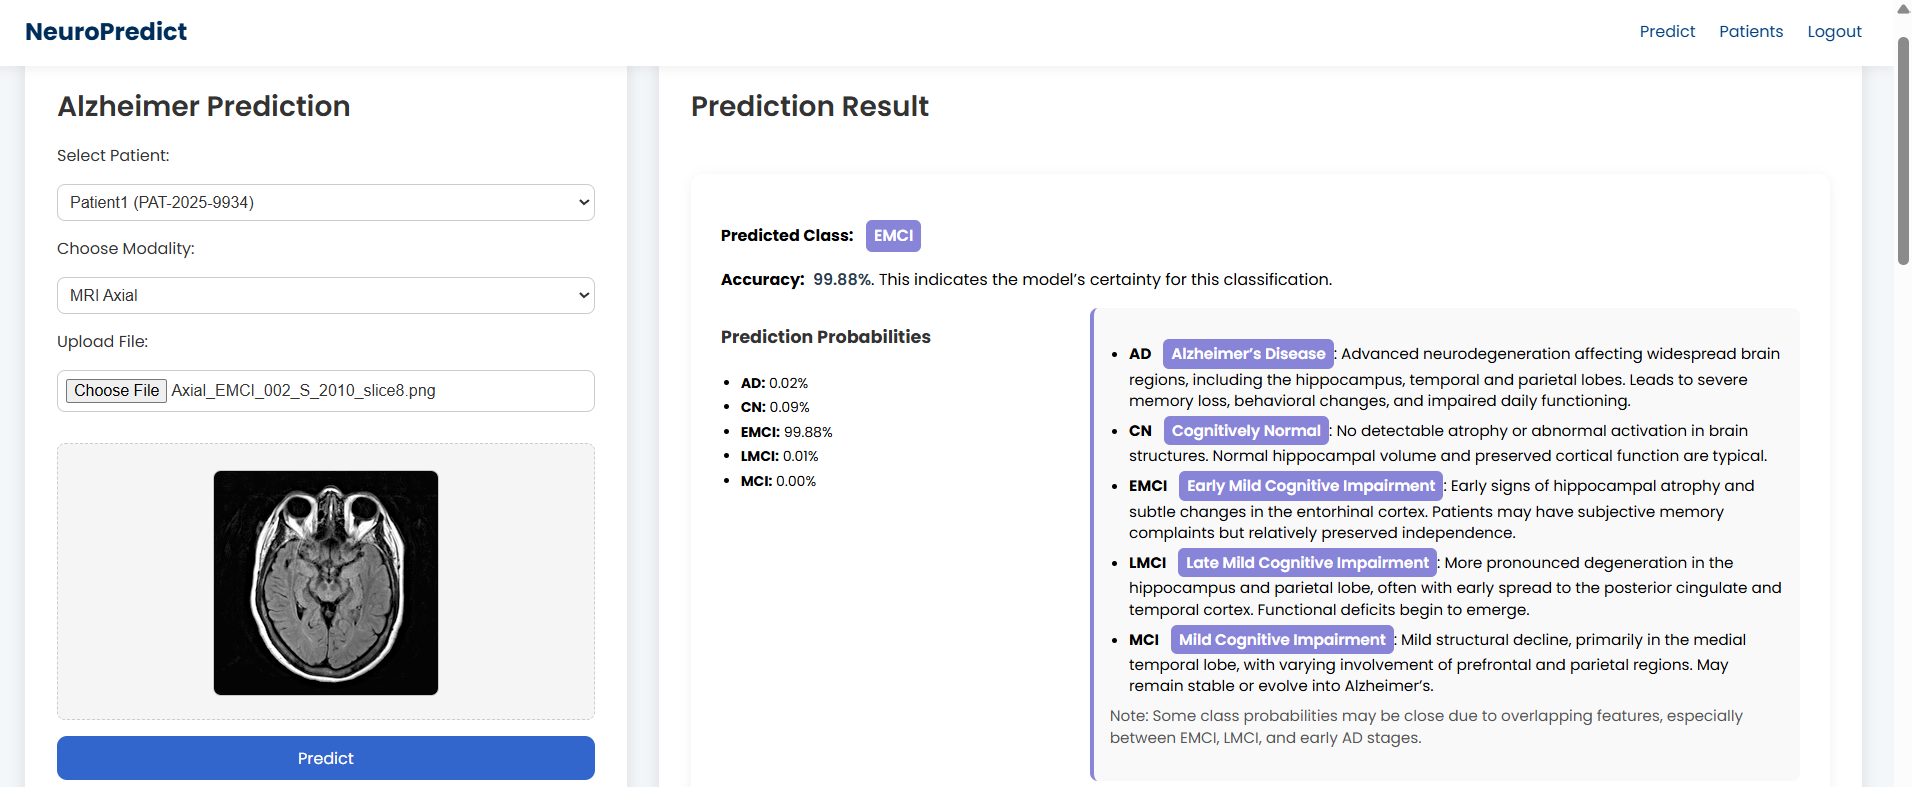 NeuroPredict
Predict
Patients
Logout
Alzheimer Prediction
Select Patient:
Patient1 (PAT-2025-9934)
Choose Modality:
MRI Axial
Upload File:
Choose File Axial_EMCI_002_S_2010_slice8.png
Predict
Prediction Result
Predicted Class: EMCI
Accuracy: 99.88%. This indicates the model’s certainty for this classification.
Prediction Probabilities
• AD: 0.02%
• CN: 0.09%
• EMCI: 99.88%
• LMCI: 0.01%
• MCI: 0.00%
• AD Alzheimer’s Disease: Advanced neurodegeneration affecting widespread brain
regions, including the hippocampus, temporal and parietal lobes. Leads to severe
memory loss, behavioral changes, and impaired daily functioning.
• CN Cognitively Normal: No detectable atrophy or abnormal activation in brain
structures. Normal hippocampal volume and preserved cortical function are typical.
• EMCI Early Mild Cognitive Impairment: Early signs of hippocampal atrophy and
subtle changes in the entorhinal cortex. Patients may have subjective memory
complaints but relatively preserved independence.
• LMCI Late Mild Cognitive Impairment: More pronounced degeneration in the
hippocampus and parietal lobe, often with early spread to the posterior cingulate and
temporal cortex. Functional deficits begin to emerge.
• MCI Mild Cognitive Impairment: Mild structural decline, primarily in the medial
temporal lobe, with varying involvement of prefrontal and parietal regions. May
remain stable or evolve into Alzheimer’s.
Note: Some class probabilities may be close due to overlapping features, especially
between EMCI, LMCI, and early AD stages.